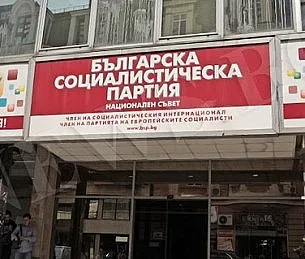 БЪЛГАРСКА
СОЦИАЛИСТИЧЕСКА
ПАРТИЯ
НАЦИОНАЛЕН СЪВЕТ
ЧЛЕН НА СОЦИАЛИСТИЧЕСКИЯ ИНТЕРНАЦИОНАЛ
ЧЛЕН НА ПАРТИЯТА НА ЕВРОПЕЙСКИТЕ СОЦИАЛИСТИ
www.bsp.bg